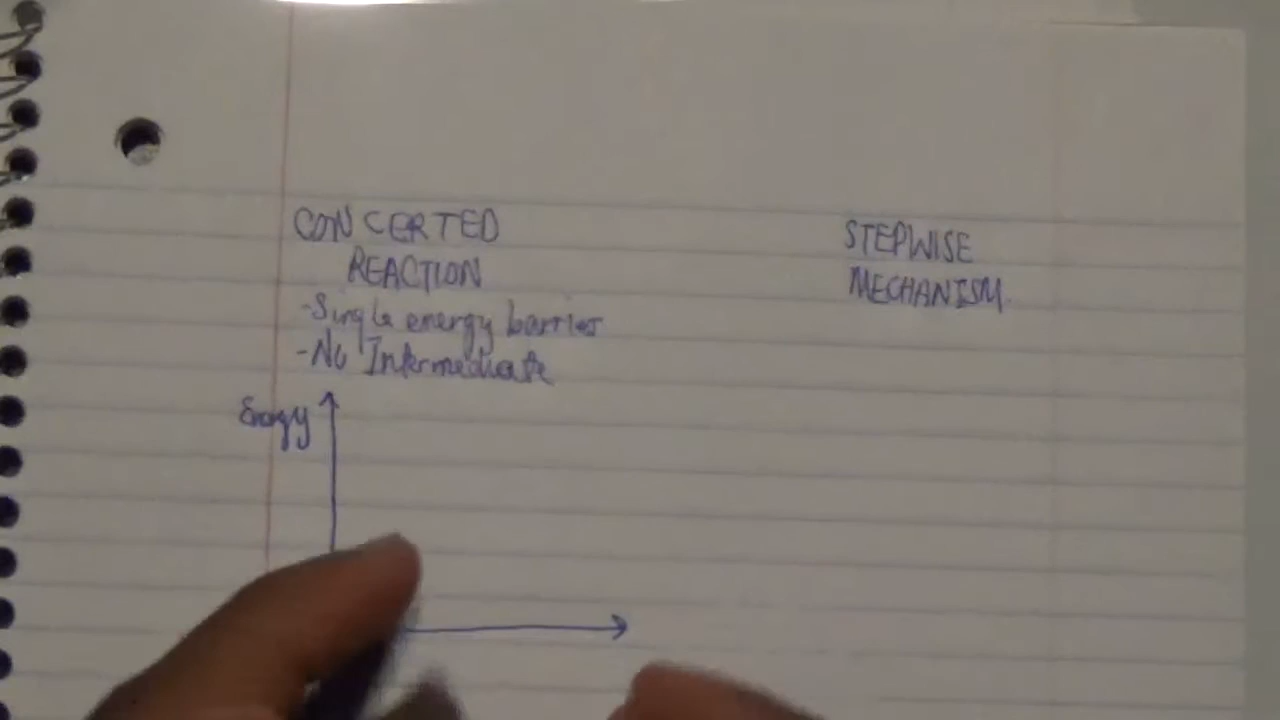 CONCERTED
REACTION
-Single energy barrier
-No Intermediate
Energy
STEPWISE
MECHANISM.